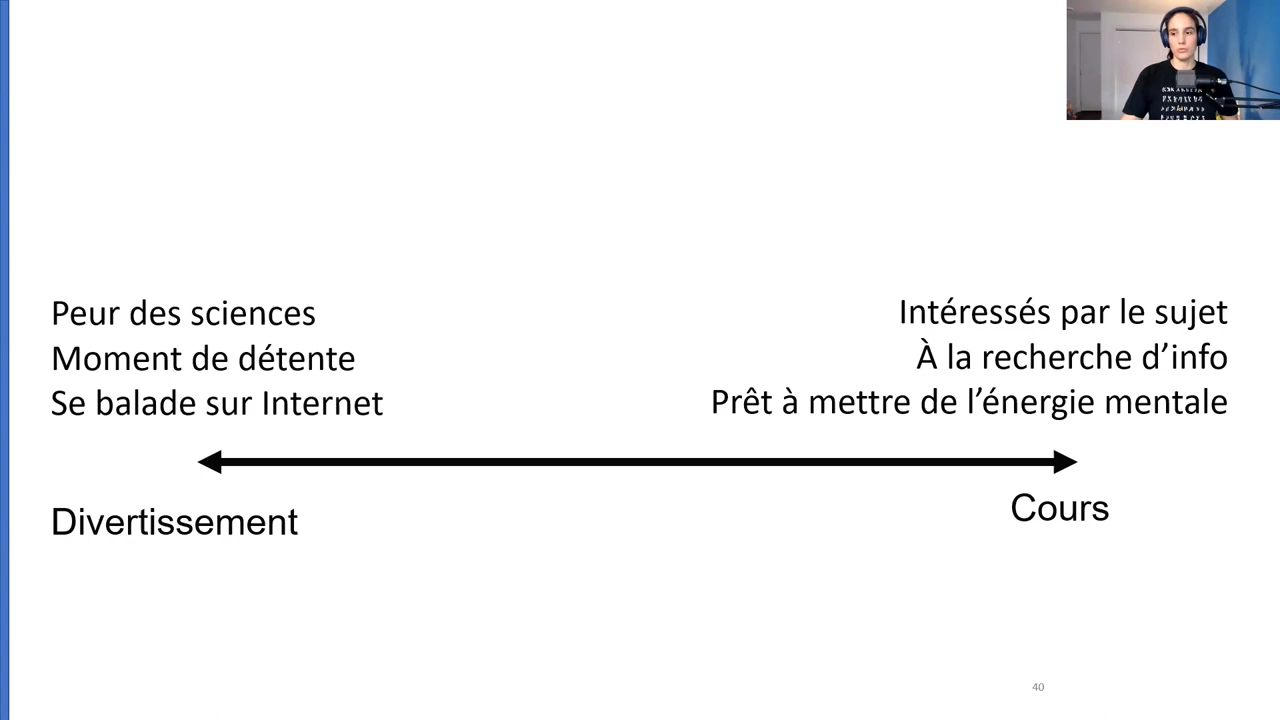 Peur des sciences
Moment de détente
Se balade sur Internet
Intéressés par le sujet
À la recherche d’info
Prêt à mettre de l’énergie mentale
Divertissement
Cours
40